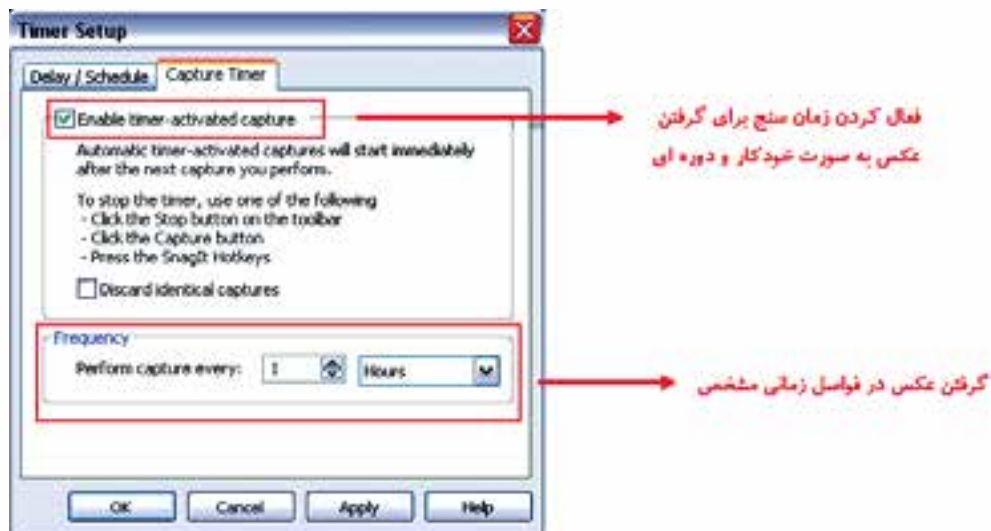 Timer Setup
Delay / Schedule
Capture Timer
Enable timer-activated capture
Automatic timer-activated captures will start immediately
after the next capture you perform.
To stop the timer, use one of the following
- Click the Stop button on the toolbar
- Click the Capture button
- Press the SnagIt Hotkeys
Discard identical captures
فعال کردن زمان سنج برای گرفتن
عکس به صورت خودکار و دوره ای
Frequency
Perform capture every: 1 Hours
گرفتن عکس در فواصل زمانی مشخص
OK Cancel Apply Help